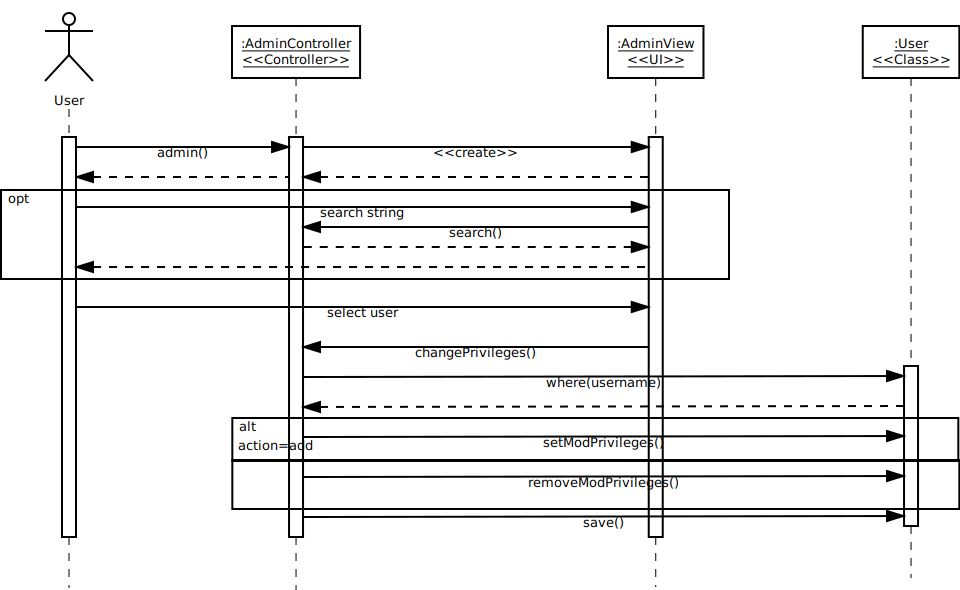 :AdminController
<<Controller>>
:AdminView
<<UI>>
:User
<<Class>>
User
admin()
<<create>>
opt
search string
search()
select user
changePrivileges()
where(username)
alt
action=add
setModPrivileges()
removeModPrivileges()
save()